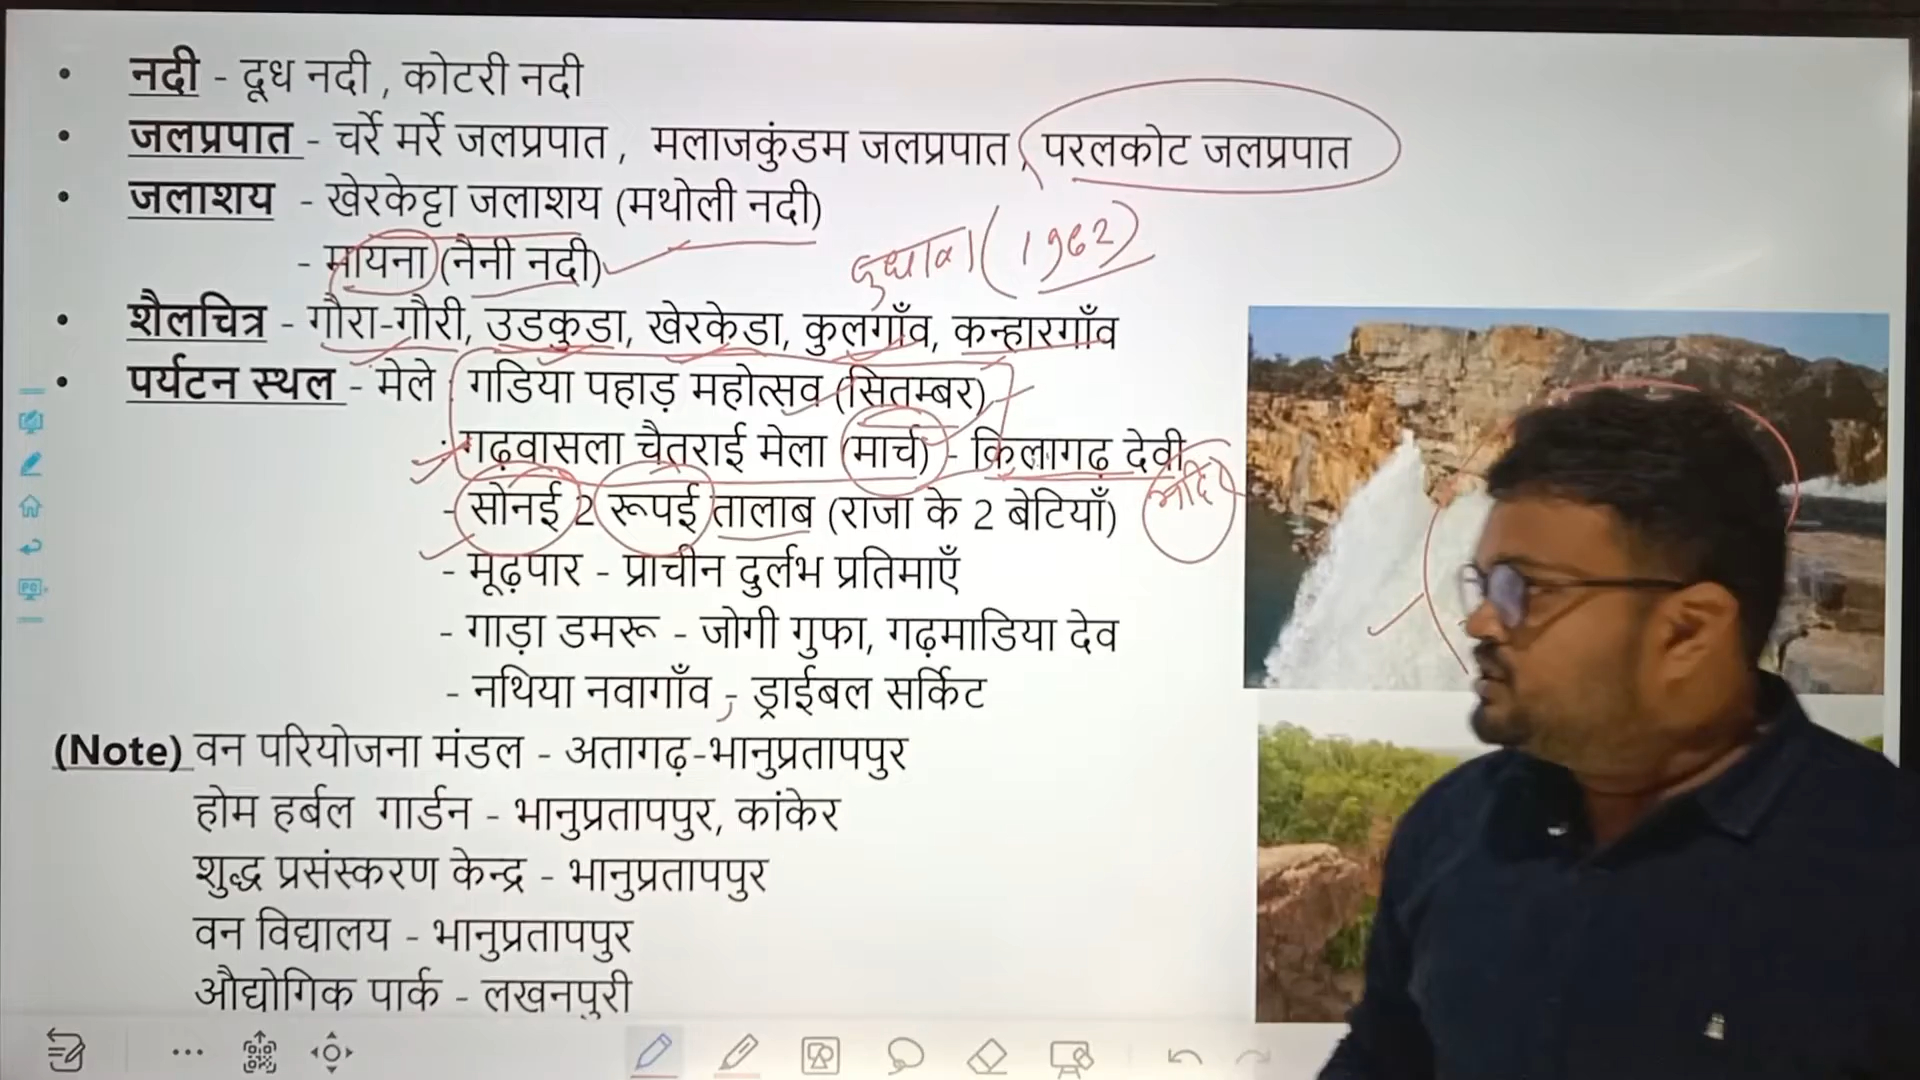 • नदी - दूध नदी , कोटरी नदी
• जलप्रपात - चर्रे मर्रे जलप्रपात , मलाजकुंडम जलप्रपात , परलकोट जलप्रपात
• जलाशय - खेरकेट्टा जलाशय (मथोली नदी)
- मायना (नैनी नदी)
(1962)
• शैलचित्र - गौरा-गौरी, उडकुडा, खेरकेडा, कुलगाँव, कन्हारगाँव
• पर्यटन स्थल - मेले : गडिया पहाड़ महोत्सव (सितम्बर)
: गढ़वासला चैतराई मेला (मार्च) - किलागढ़ देवी
- सोनई 2 रूपई तालाब (राजा के 2 बेटियाँ)
- मूढ़पार - प्राचीन दुर्लभ प्रतिमाएँ
- गाड़ा डमरू - जोगी गुफा, गढ़माडिया देव
- नथिया नवागाँव - ड्राईबल सर्किट
(Note) वन परियोजना मंडल - अतागढ़-भानुप्रतापपुर
होम हर्बल गार्डन - भानुप्रतापपुर, कांकेर
शुद्ध प्रसंस्करण केन्द्र - भानुप्रतापपुर
वन विद्यालय - भानुप्रतापपुर
औद्योगिक पार्क - लखनपुरी